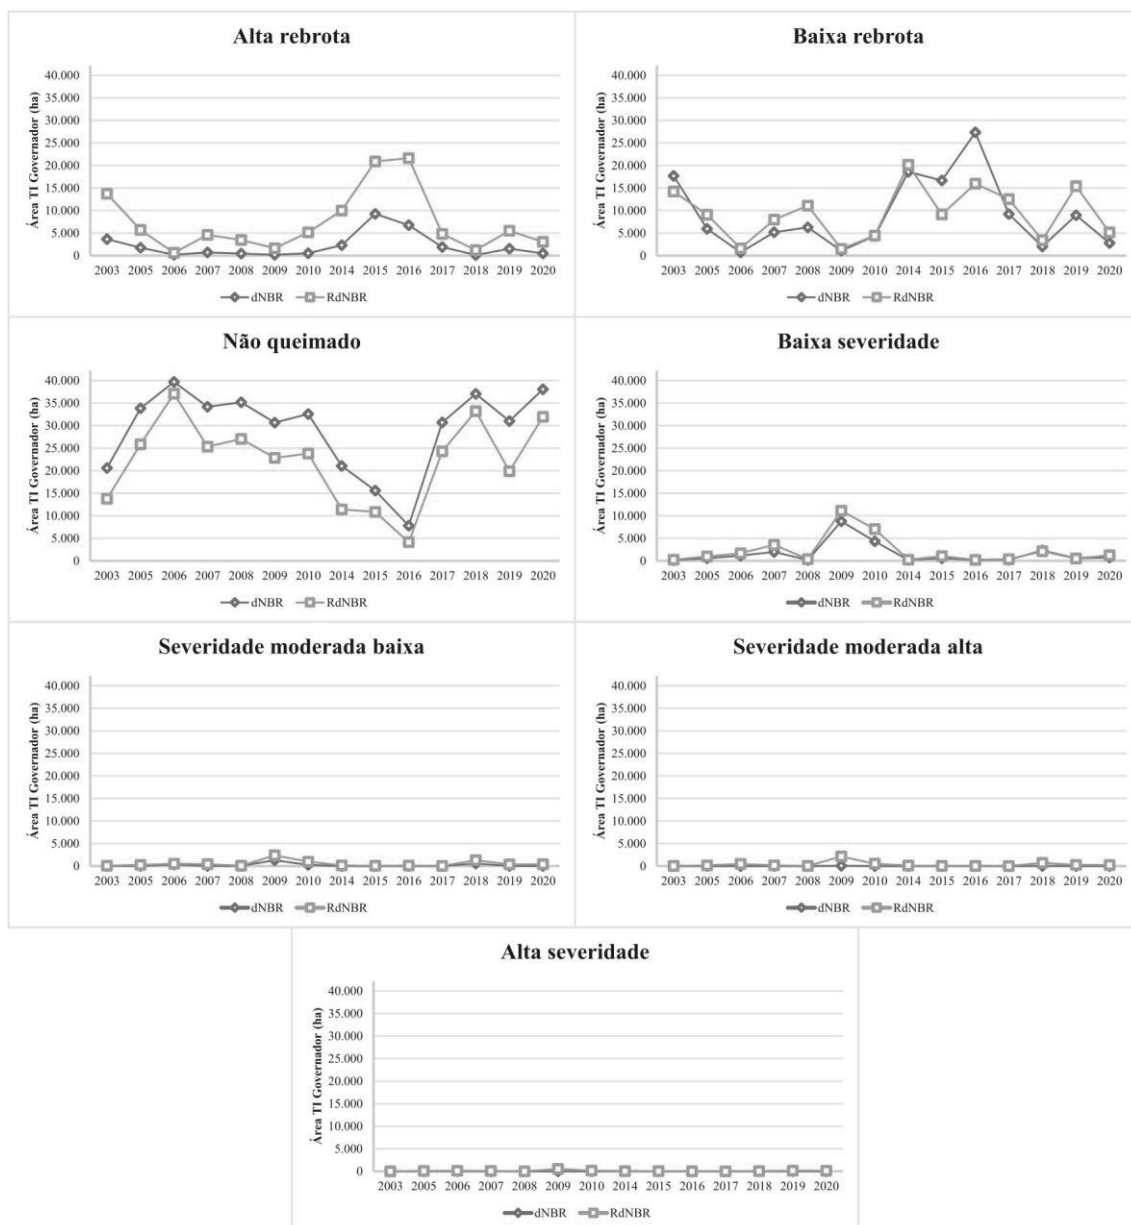 Alta rebrota
Área TI Governador (ha)
40.000
35.000
30.000
25.000
20.000
15.000
10.000
5.000
0
2003 2005 2006 2007 2008 2009 2010 2014 2015 2016 2017 2018 2019 2020
dNBR RdNBR
Baixa rebrota
Área TI Governador (ha)
40.000
35.000
30.000
25.000
20.000
15.000
10.000
5.000
0
2003 2005 2006 2007 2008 2009 2010 2014 2015 2016 2017 2018 2019 2020
dNBR RdNBR
Não queimado
Área TI Governador (ha)
40.000
35.000
30.000
25.000
20.000
15.000
10.000
5.000
0
2003 2005 2006 2007 2008 2009 2010 2014 2015 2016 2017 2018 2019 2020
dNBR RdNBR
Baixa severidade
Área TI Governador (ha)
40.000
35.000
30.000
25.000
20.000
15.000
10.000
5.000
0
2003 2005 2006 2007 2008 2009 2010 2014 2015 2016 2017 2018 2019 2020
dNBR RdNBR
Severidade moderada baixa
Área TI Governador (ha)
40.000
35.000
30.000
25.000
20.000
15.000
10.000
5.000
0
2003 2005 2006 2007 2008 2009 2010 2014 2015 2016 2017 2018 2019 2020
dNBR RdNBR
Severidade moderada alta
Área TI Governador (ha)
40.000
35.000
30.000
25.000
20.000
15.000
10.000
5.000
0
2003 2005 2006 2007 2008 2009 2010 2014 2015 2016 2017 2018 2019 2020
dNBR RdNBR
Alta severidade
Área TI Governador (ha)
40.000
35.000
30.000
25.000
20.000
15.000
10.000
5.000
0
2003 2005 2006 2007 2008 2009 2010 2014 2015 2016 2017 2018 2019 2020
dNBR RdNBR